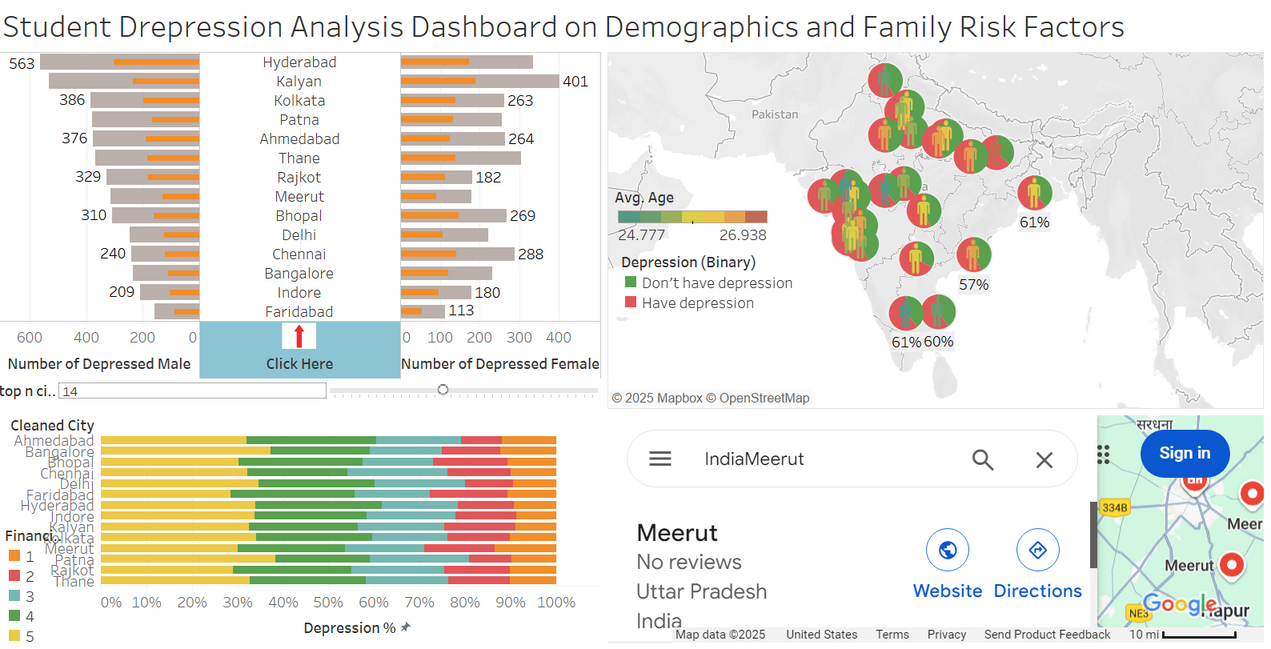 Student Drepression Analysis Dashboard on Demographics and Family Risk Factors
563 Hyderabad
Kalyan 401
386 Kolkata 263
Patna
376 Ahmedabad 264
Thane
329 Rajkot 182
Meerut
310 Bhopal 269
Delhi
240 Chennai 288
Bangalore
209 Indore 180
Faridabad 113
600 400 200 0 0 100 200 300 400
Number of Depressed Male Click Here Number of Depressed Female
top n ci.. 14
Pakistan
Avg. Age
24.777 26.938
Depression (Binary)
Don't have depression
Have depression
61%
57%
61% 60%
© 2025 Mapbox © OpenStreetMap
Cleaned City
Ahmedabad
Bangalore
Bhopal
Chennai
Delhi
Faridabad
Hyderabad
Indore
Kalyan
Kolkata
Meerut
Patna
Rajkot
Thane
Financi..
1
2
3
4
5
0% 10% 20% 30% 40% 50% 60% 70% 80% 90% 100%
Depression %
IndiaMeerut
Meerut
No reviews
Uttar Pradesh
India
Website Directions
सरधना
Sign in
334B
Meer
Meerut
NE3
Google
Hapur
Map data ©2025 United States Terms Privacy Send Product Feedback 10 mi